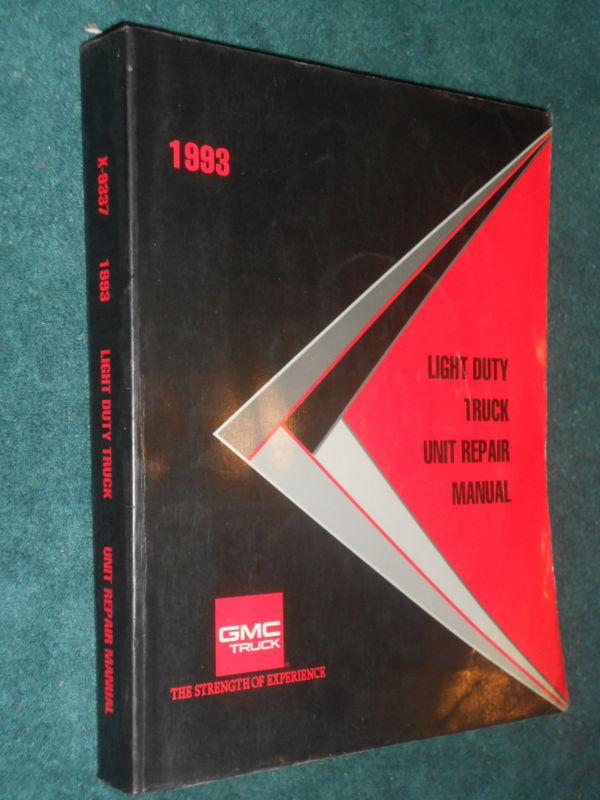 X-9337 1993 LIGHT DUTY TRUCK UNIT REPAIR MANUAL
1993
LIGHT DUTY
TRUCK
UNIT REPAIR
MANUAL
GMC
TRUCK
®
THE STRENGTH OF EXPERIENCE